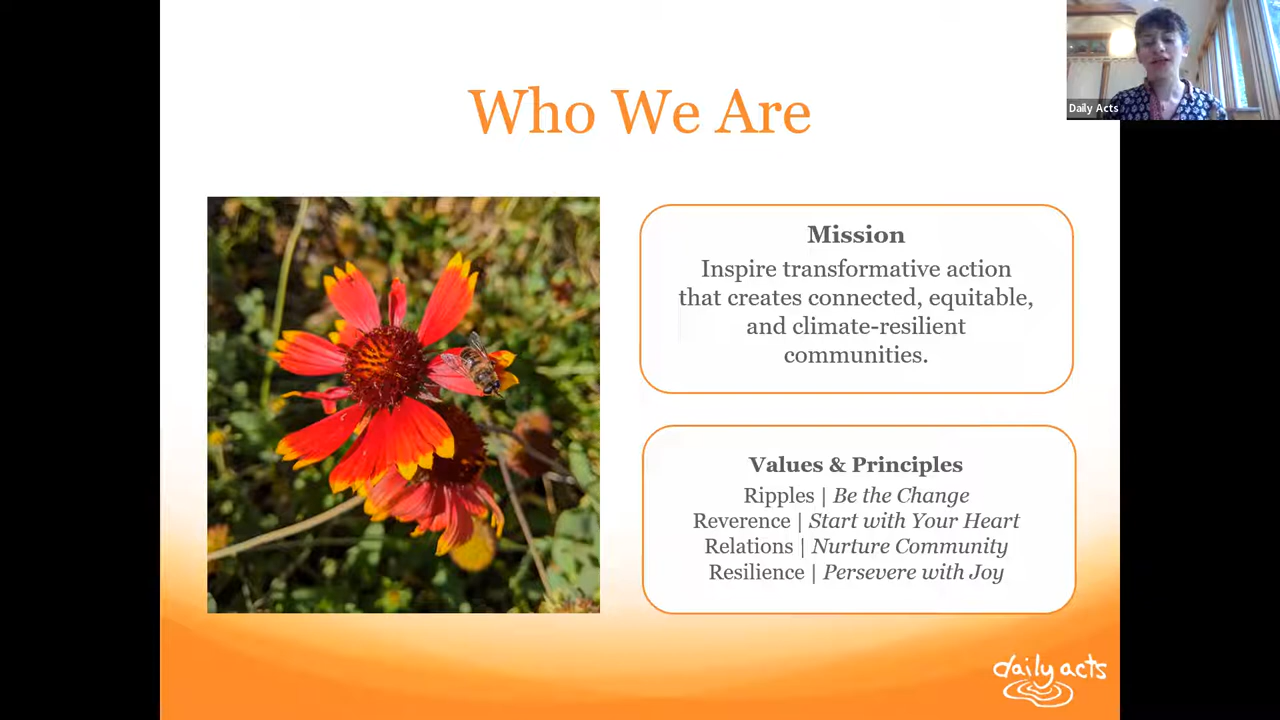 Who We Are
Daily Acts
Mission
Inspire transformative action
that creates connected, equitable,
and climate-resilient
communities.
Values & Principles
Ripples | Be the Change
Reverence | Start with Your Heart
Relations | Nurture Community
Resilience | Persevere with Joy
daily acts